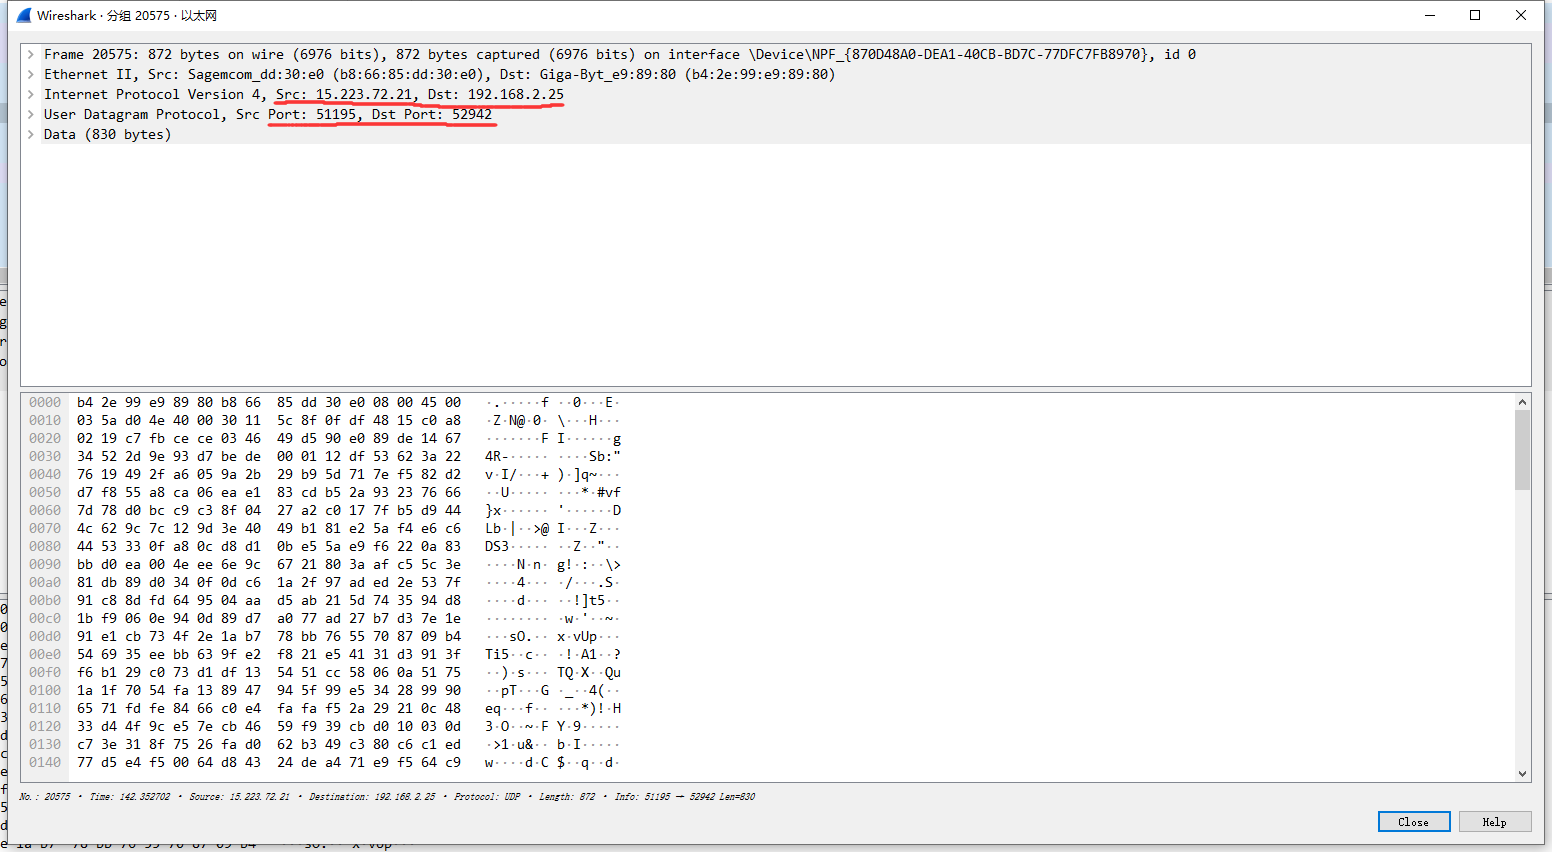 Wireshark · 分组 20575 · 以太网
Frame 20575: 872 bytes on wire (6976 bits), 872 bytes captured (6976 bits) on interface \Device\NPF_{870D48A0-DEA1-40CB-BD7C-77DFC7FB8970}, id 0
Ethernet II, Src: Sagemcom_dd:30:e0 (b8:66:85:dd:30:e0), Dst: Giga-Byt_e9:89:80 (b4:2e:99:e9:89:80)
Internet Protocol Version 4, Src: 15.223.72.21, Dst: 192.168.2.25
User Datagram Protocol, Src Port: 51195, Dst Port: 52942
Data (830 bytes)
0000 b4 2e 99 e9 89 80 b8 66 85 dd 30 e0 08 00 45 00 ·.·····f ··0···E·
0010 03 5a d0 4e 40 00 30 11 5c 8f 0f df 48 15 c0 a8 ·Z·N@·0· \···H···
0020 02 19 c7 fb ce ce 03 46 49 d5 90 e0 89 de 14 67 ·······F I······g
0030 34 52 2d 9e 93 d7 be de 00 01 12 df 53 62 3a 22 4R-····· ····Sb:"
0040 76 19 49 2f a6 05 9a 2b 29 b9 5d 71 7e f5 82 d2 v·I/···+ )·]q~···
0050 d7 f8 55 a8 ca 06 ea e1 83 cd b5 2a 93 23 76 66 ··U····· ···*·#vf
0060 7d 78 d0 bc c9 c3 8f 04 27 a2 c0 17 7f b5 d9 44 }x······ '······D
0070 4c 62 9c 7c 12 9d 3e 40 49 b1 81 e2 5a f4 e6 c6 Lb·|··>@ I···Z···
0080 44 53 33 0f a8 0c d8 d1 0b e5 5a e9 f6 22 0a 83 DS3····· ··Z··"··
0090 bb d0 ea 00 4e ee 6e 9c 67 21 80 3a af c5 5c 3e ····N·n· g!·:··\>
00a0 81 db 89 d0 34 0f 0d c6 1a 2f 97 ad ed 2e 53 7f ····4··· ·/···.S·
00b0 91 c8 8d fd 64 95 04 aa d5 ab 21 5d 74 35 94 d8 ····d··· ··!]t5··
00c0 1b f9 06 0e 94 0d 89 d7 a0 77 ad 27 b7 d3 7e 1e ········ ·w·'··~·
00d0 91 e1 cb 73 4f 2e 1a b7 78 bb 76 55 70 87 09 b4 ···sO.·· x·vUp···
00e0 54 69 35 ee bb 63 9f e2 f8 21 e5 41 31 d3 91 3f Ti5··c·· ·!·A1··?
00f0 f6 b1 29 c0 73 d1 df 13 54 51 cc 58 06 0a 51 75 ··)·s··· TQ·X··Qu
0100 1a 1f 70 54 fa 13 89 47 94 5f 99 e5 34 28 99 90 ··pT···G ·_··4(··
0110 65 71 fd fe 84 66 c0 e4 fa fa f5 2a 29 21 0c 48 eq···f·· ···*)!·H
0120 33 d4 4f 9c e5 7e cb 46 59 f9 39 cb d0 10 03 0d 3·O··~·F Y·9·····
0130 c7 3e 31 8f 75 26 fa d0 62 b3 49 c3 80 c6 c1 ed ·>1·u&·· b·I·····
0140 77 d5 e4 f5 00 64 d8 43 24 de a4 71 e9 f5 64 c9 w····d·C $··q··d·
No.: 20575 · Time: 142.352702 · Source: 15.223.72.21 · Destination: 192.168.2.25 · Protocol: UDP · Length: 872 · Info: 51195 → 52942 Len=830
Close
Help